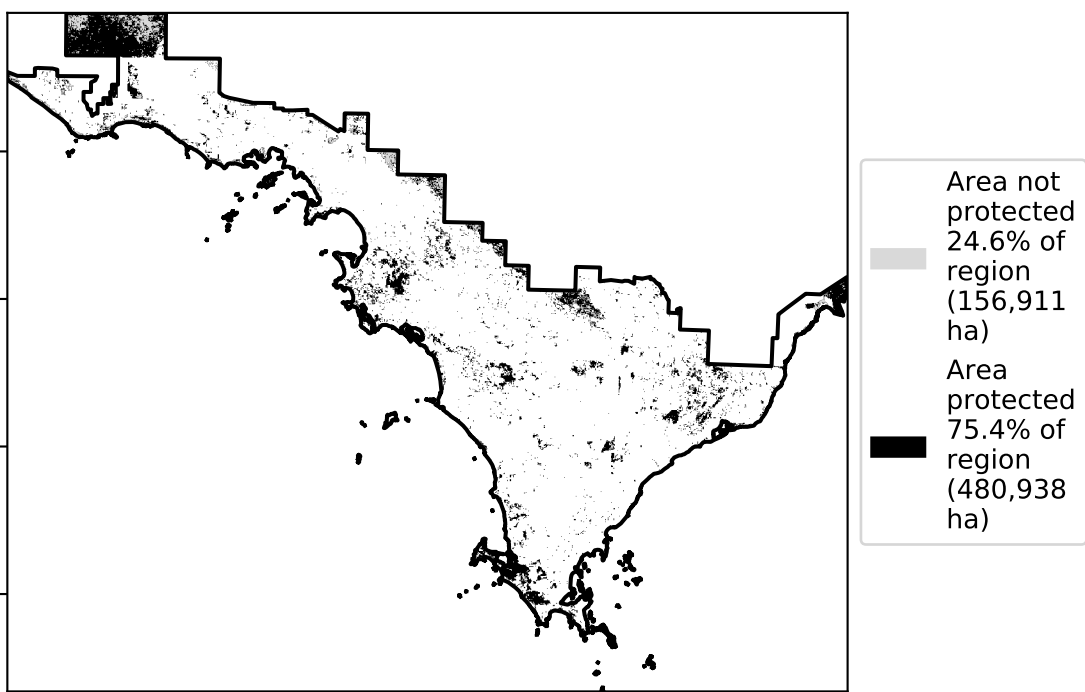 Area not
protected
24.6% of
region
(156,911
ha)
Area
protected
75.4% of
region
(480,938
ha)